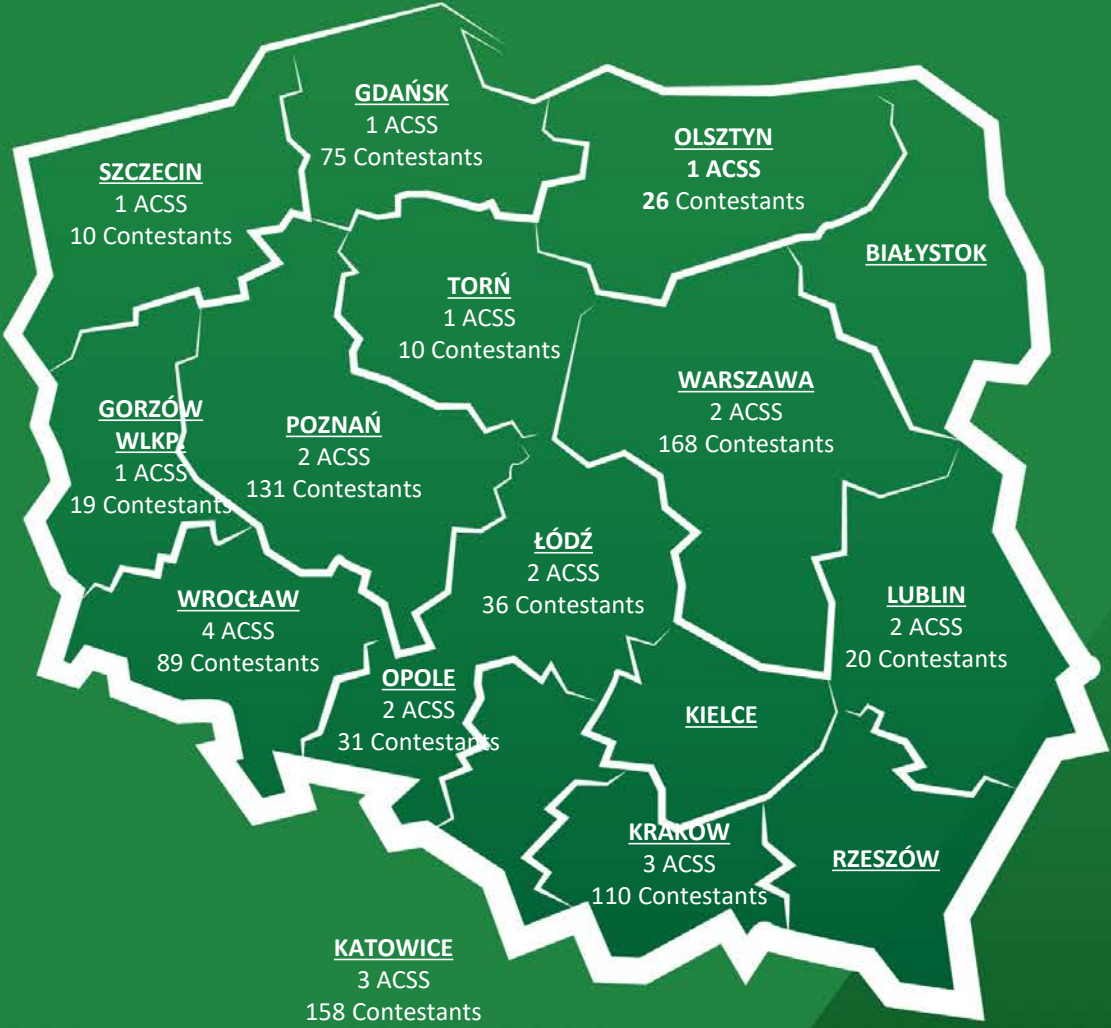 GDAŃSK
1 ACSS
75 Contestants
OLSZTYN
1 ACSS
26 Contestants
SZCZECIN
1 ACSS
10 Contestants
BIAŁYSTOK
TORŃ
1 ACSS
10 Contestants
WARSZAWA
2 ACSS
168 Contestants
GORZÓW
WLKP.
1 ACSS
19 Contestants
POZNAŃ
2 ACSS
131 Contestants
ŁÓDŹ
2 ACSS
36 Contestants
WROCŁAW
4 ACSS
89 Contestants
LUBLIN
2 ACSS
20 Contestants
OPOLE
2 ACSS
31 Contestants
KIELCE
KRAKÓW
3 ACSS
110 Contestants
RZESZÓW
KATOWICE
3 ACSS
158 Contestants